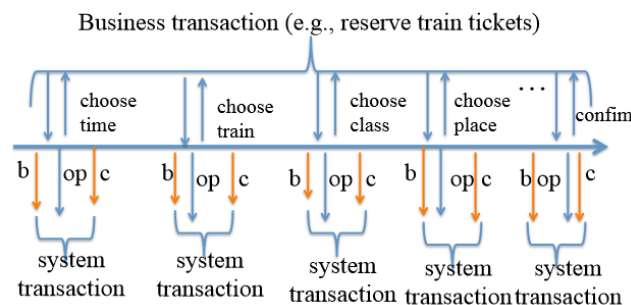 Business transaction (e.g., reserve train tickets)
choose time
choose train
choose class
choose place
...
confim
b op c
b op c
b op c
b op c
b op c
system transaction
system transaction
system transaction
system transaction
system transaction